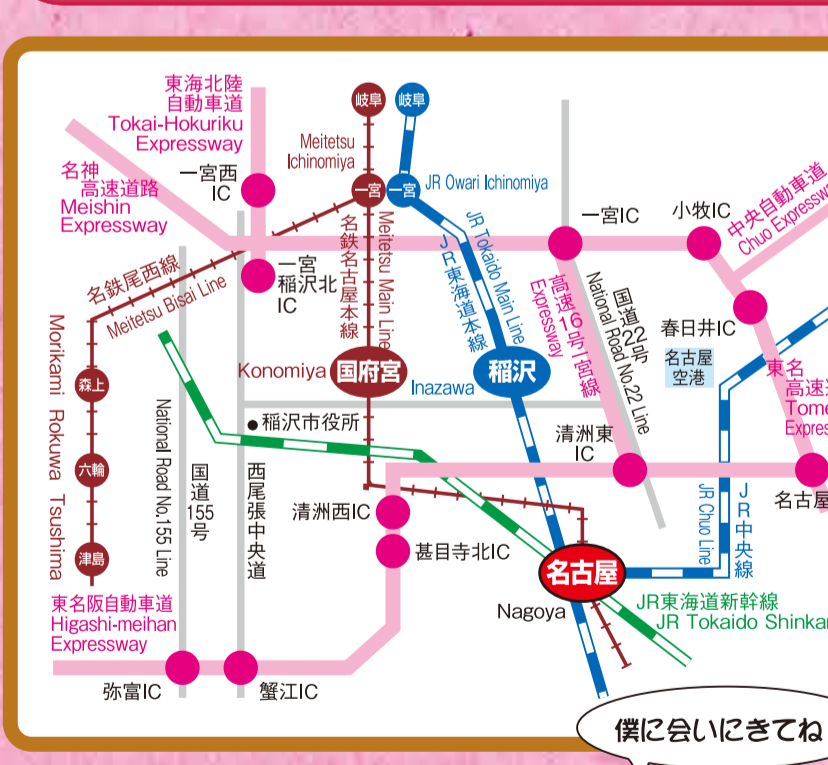 東海北陸
自動車道
Tokai-Hokuriku
Expressway
岐阜
岐阜
名神
高速道路
Meishin
Expressway
一宮西
IC
Meitetsu
Ichinomiya
一宮
一宮
JR Owari Ichinomiya
一宮IC
小牧IC
中央自動車道
Chuo Expressw
名鉄尾西線
Meitetsu Bisai Line
一宮
稲沢北
IC
名鉄名古屋本線
Meitetsu Main Line
JR Tokaido Main Line
JR東海道本線
高速16号一宮線
Expressway
国道22号
National Road No.22 Line
春日井IC
名古屋
空港
東名
高速
Tome
Expres
Konomiya
国府宮
Inazawa
稲沢
Morikami Rokuwa Tsushima
森上
六輪
津島
National Road No.155 Line
国道
155
号
稲沢市役所
西尾張中央道
清洲東
IC
清洲西IC
甚目寺北IC
名古屋
JR Chuo Line
JR中央線
名古屋
Nagoya
JR東海道新幹線
JR Tokaido Shinka
東名阪自動車道
Higashi-meihan
Expressway
弥富IC
蟹江IC
僕に会いにきてね